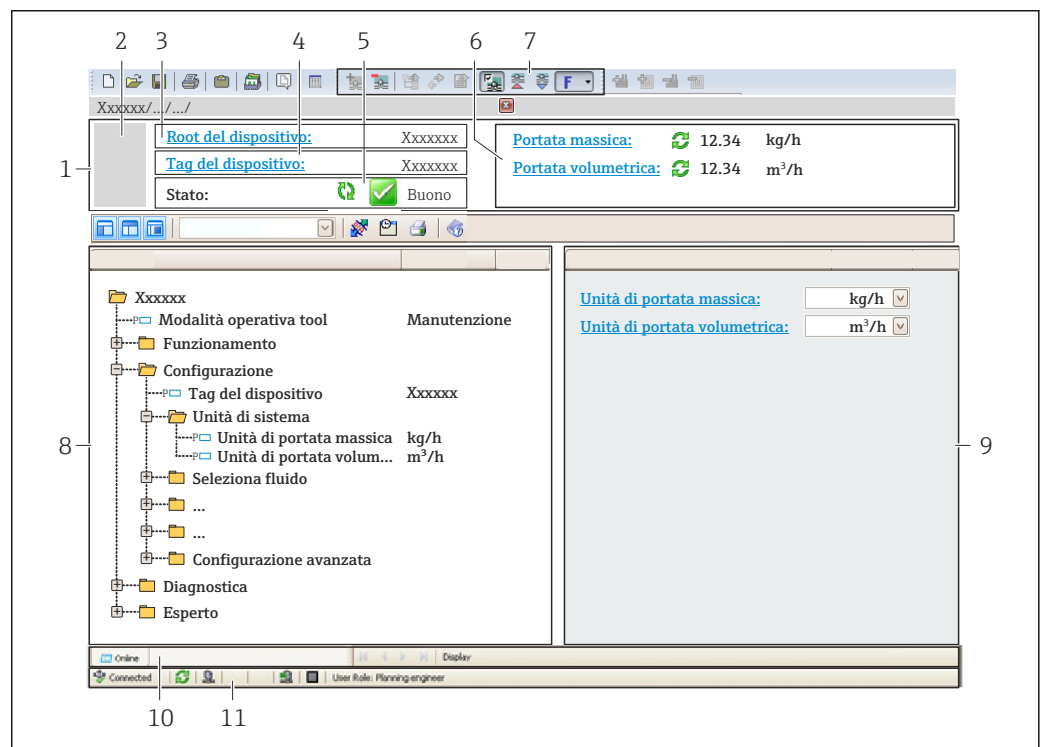 2 3 4 5 6 7
F
Xxxxxx/.../.../
1
Root del dispositivo: Xxxxxxx
Tag del dispositivo: Xxxxxxx
Stato: Buono
Portata massica: 12.34 kg/h
Portata volumetrica: 12.34 m³/h
Xxxxxx
P Modalità operativa tool Manutenzione
Funzionamento
Configurazione
P Tag del dispositivo Xxxxxx
Unità di sistema
P Unità di portata massica kg/h
P Unità di portata volum... m³/h
Seleziona fluido
...
...
Configurazione avanzata
Diagnostica
Esperto
Unità di portata massica: kg/h
Unità di portata volumetrica: m³/h
8
9
Online Display
Connected User Role: Planning engineer
10 11